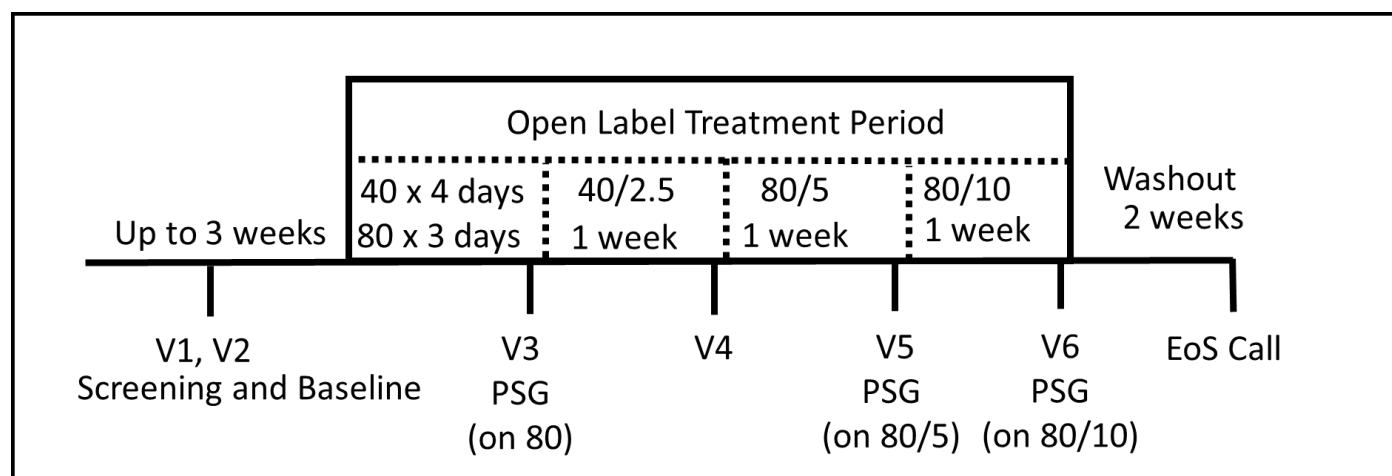 Open Label Treatment Period
40 x 4 days
80 x 3 days
40/2.5
1 week
80/5
1 week
80/10
1 week
Up to 3 weeks
Washout
2 weeks
V1, V2
Screening and Baseline
V3
PSG
(on 80)
V4
V5
PSG
(on 80/5)
V6
PSG
(on 80/10)
EoS Call